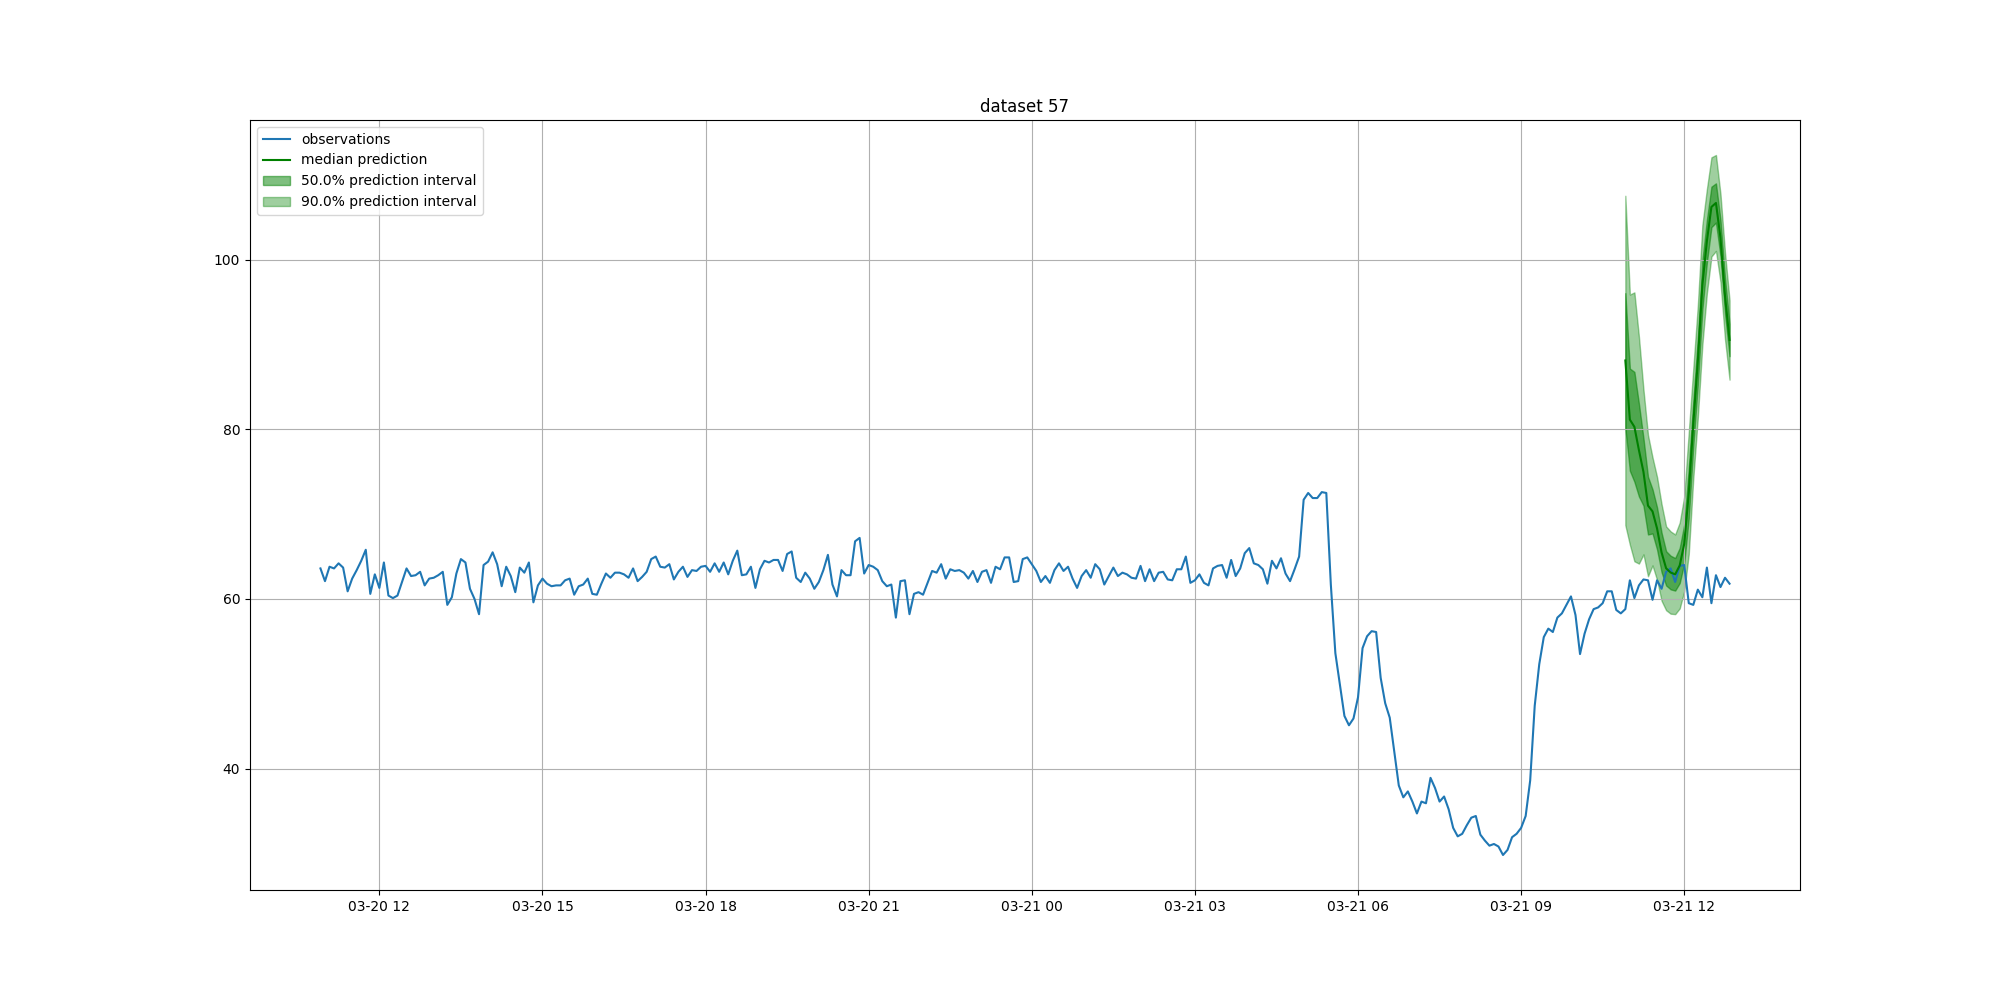 dataset 57
observations
median prediction
50.0% prediction interval
90.0% prediction interval
100
80
60
40
03-20 12
03-20 15
03-20 18
03-20 21
03-21 00
03-21 03
03-21 06
03-21 09
03-21 12